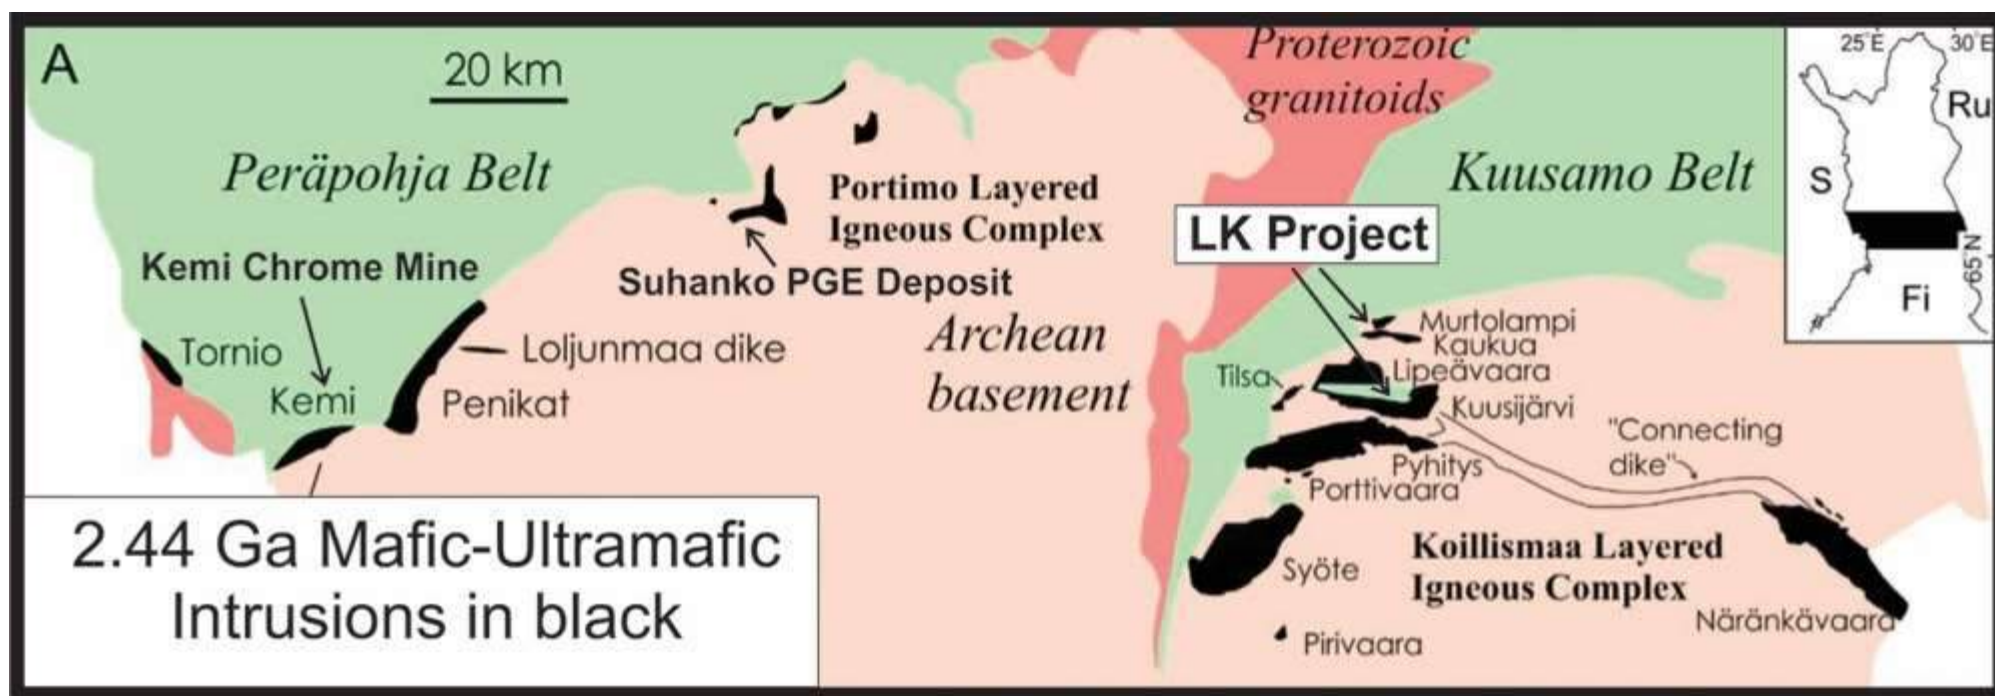 A
20 km
Proterozoic
granitoids
25°E
30°E
Ru
S
65°N
Fi
Peräpohja Belt
Kuusamo Belt
Portimo Layered
Igneous Complex
LK Project
Kemi Chrome Mine
Suhanko PGE Deposit
Archean
basement
Tornio
Loljunmaa dike
Kemi
Penikat
Murtolampi
Kaukua
Lipeävaara
Tilsa
Kuusijärvi
"Connecting
dike"
Pyhitys
Porttivaara
2.44 Ga Mafic-Ultramafic
Intrusions in black
Koillismaa Layered
Igneous Complex
Syöte
Näränkävaara
Pirivaara